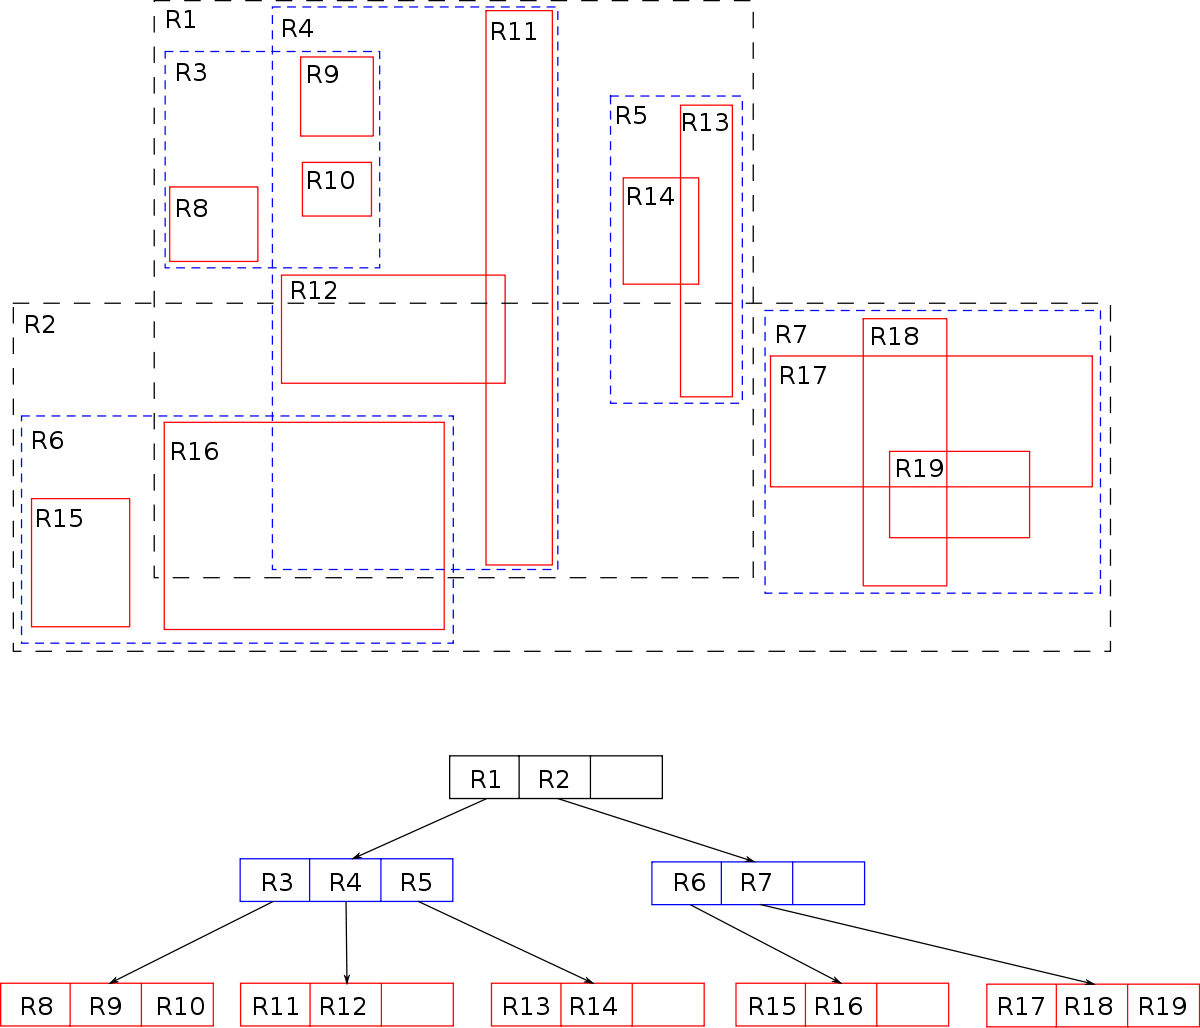 R1
R4
R11
R3
R9
R5
R13
R10
R14
R8
R12
R2
R7
R18
R17
R6
R16
R19
R15
R1 R2
R3 R4 R5
R6 R7
R8 R9 R10
R11 R12
R13 R14
R15 R16
R17 R18 R19